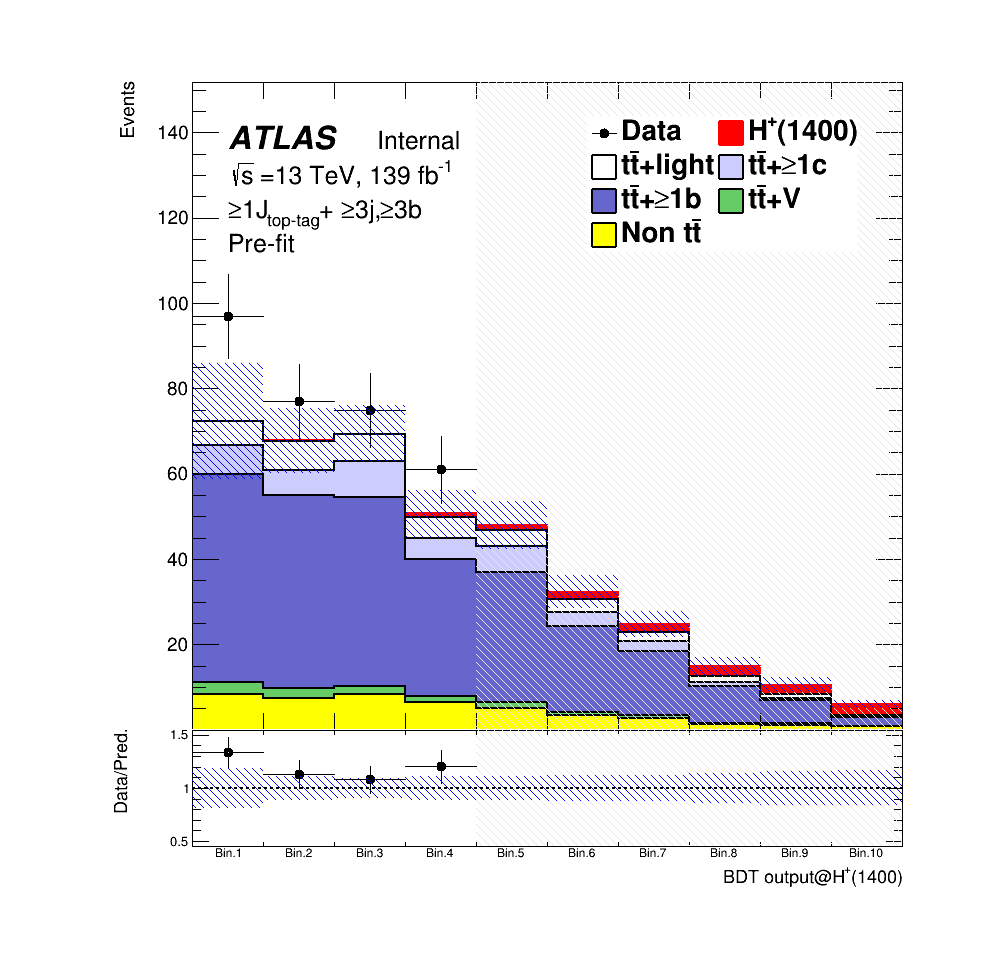 Events
140
120
100
80
60
40
20
ATLAS Internal
√s =13 TeV, 139 fb⁻¹
≥1J_top-tag+ ≥3j,≥3b
Pre-fit
Data H⁺(1400)
tt̄+light tt̄+≥1c
tt̄+≥1b tt̄+V
Non tt̄
Data/Pred.
1.5
1
0.5
Bin.1 Bin.2 Bin.3 Bin.4 Bin.5 Bin.6 Bin.7 Bin.8 Bin.9 Bin.10
BDT output@H⁺(1400)